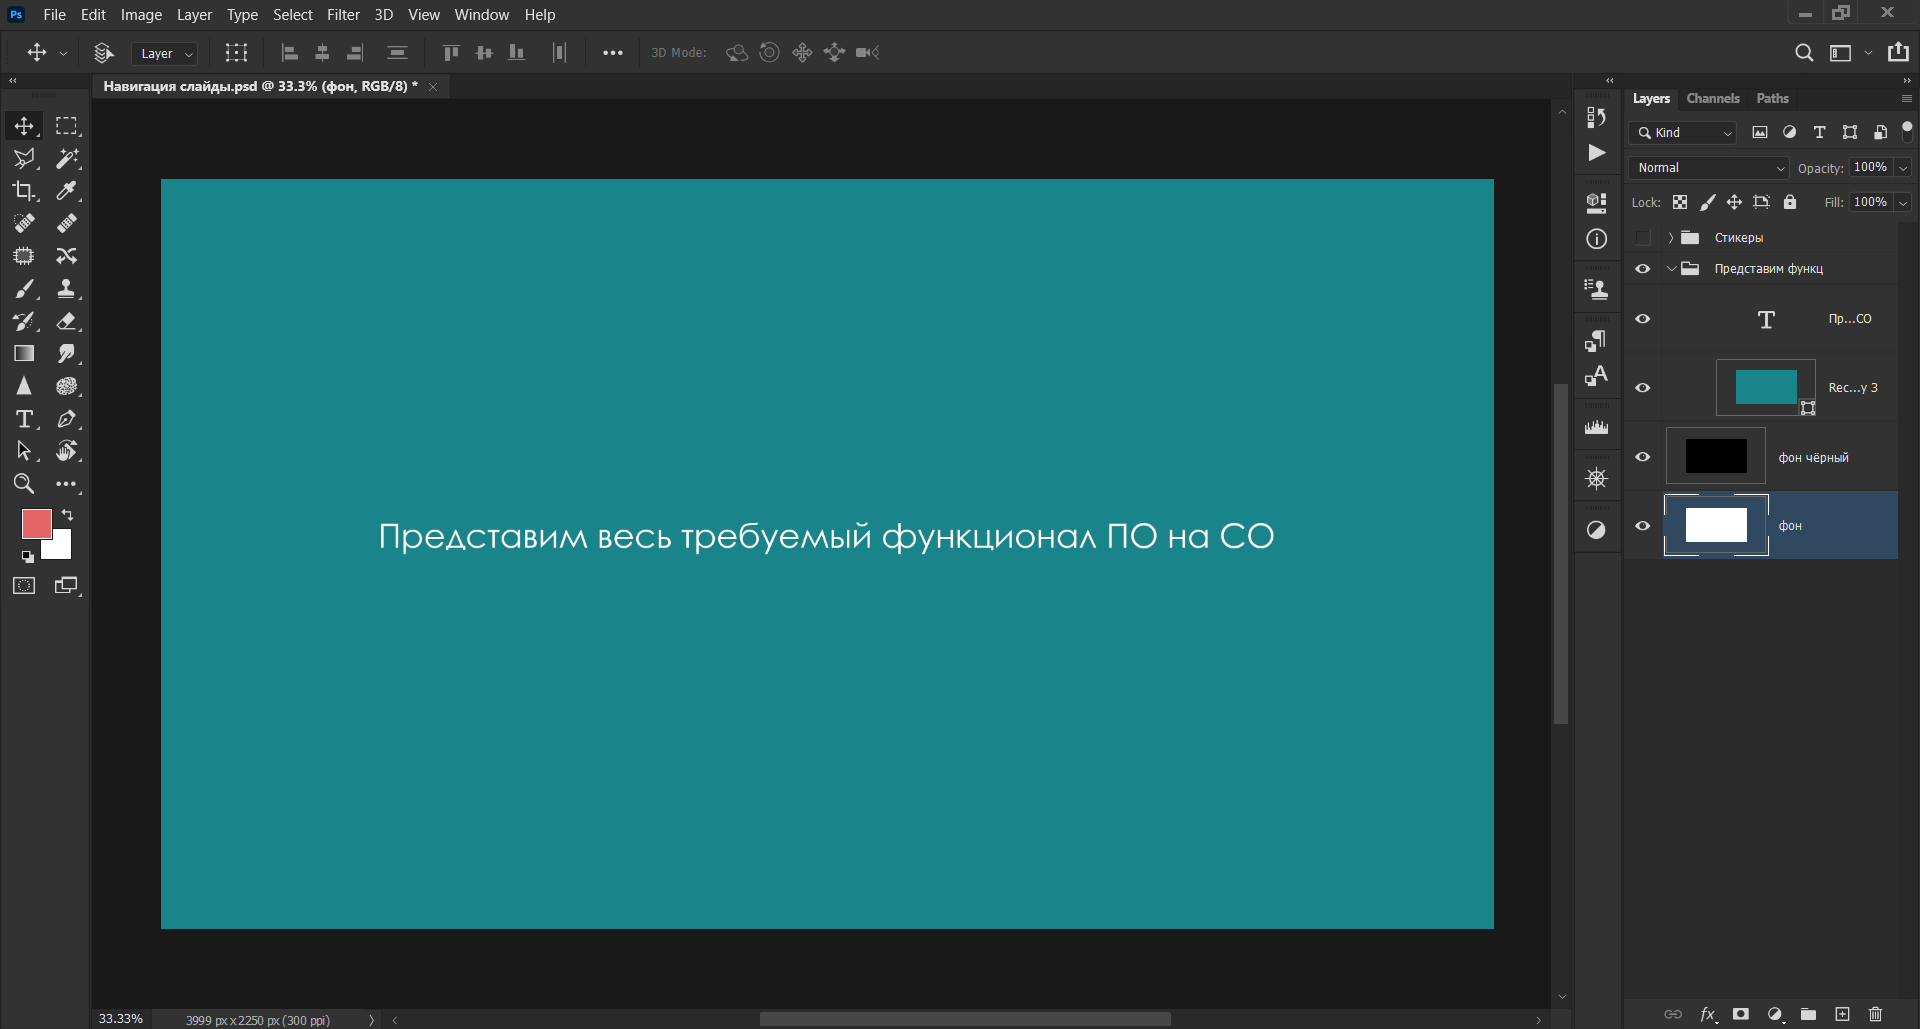 Ps File Edit Image Layer Type Select Filter 3D View Window Help
Layer 3D Mode:
Навигация слайды.psd @ 33.3% (фон, RGB/8) *
Layers Channels Paths
Kind
Normal Opacity: 100%
Lock: Fill: 100%
Стикеры
Представим функц
Пр...СО
Rec...y 3
фон чёрный
фон
Представим весь требуемый функционал ПО на СО
33.33% 3999 px x 2250 px (300 ppi)
fx